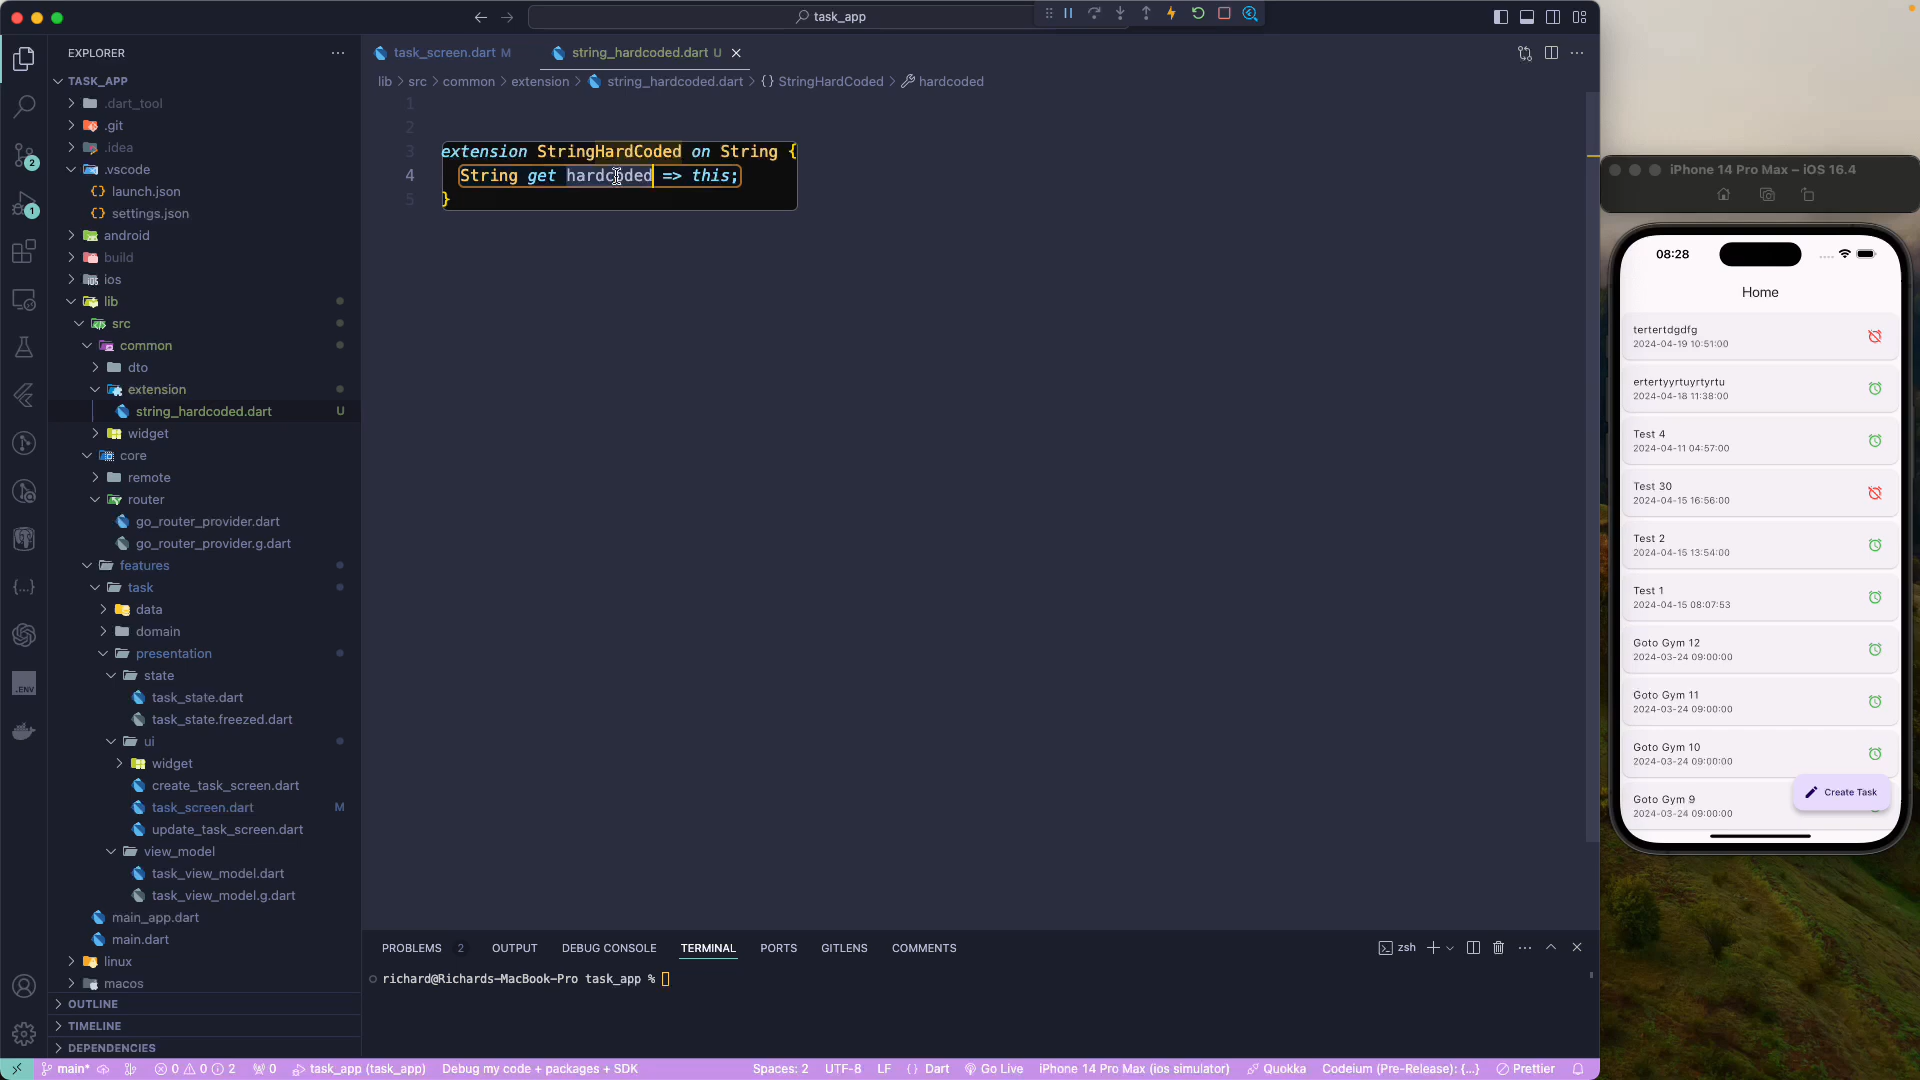 task_app
EXPLORER
TASK_APP
.dart_tool
.git
.idea
.vscode
launch.json
settings.json
android
build
ios
lib
src
common
dto
extension
string_hardcoded.dart U
widget
core
remote
router
go_router_provider.dart
go_router_provider.g.dart
features
task
data
domain
presentation
state
task_state.dart
task_state.freezed.dart
ui
widget
create_task_screen.dart
task_screen.dart M
update_task_screen.dart
view_model
task_view_model.dart
task_view_model.g.dart
main_app.dart
main.dart
linux
macos
OUTLINE
TIMELINE
DEPENDENCIES
2
1
.ENV
task_screen.dart M
string_hardcoded.dart U
lib > src > common > extension > string_hardcoded.dart > {} StringHardCoded > hardcoded
1
2
3 extension StringHardCoded on String {
4 String get hardcoded => this;
5 }
PROBLEMS 2 OUTPUT DEBUG CONSOLE TERMINAL PORTS GITLENS COMMENTS
zsh
richard@Richards-MacBook-Pro task_app %
main* 0 0 2 0 task_app (task_app) Debug my code + packages + SDK Spaces: 2 UTF-8 LF {} Dart Go Live iPhone 14 Pro Max (ios simulator) Quokka Codeium (Pre-Release): {...} Prettier
iPhone 14 Pro Max – iOS 16.4
08:28
Home
tertertdgdfg
2024-04-19 10:51:00
ertertyyrtuyrtyrtu
2024-04-18 11:38:00
Test 4
2024-04-11 04:57:00
Test 30
2024-04-15 16:56:00
Test 2
2024-04-15 13:54:00
Test 1
2024-04-15 08:07:53
Goto Gym 12
2024-03-24 09:00:00
Goto Gym 11
2024-03-24 09:00:00
Goto Gym 10
2024-03-24 09:00:00
Goto Gym 9
2024-03-24 09:00:00
Create Task